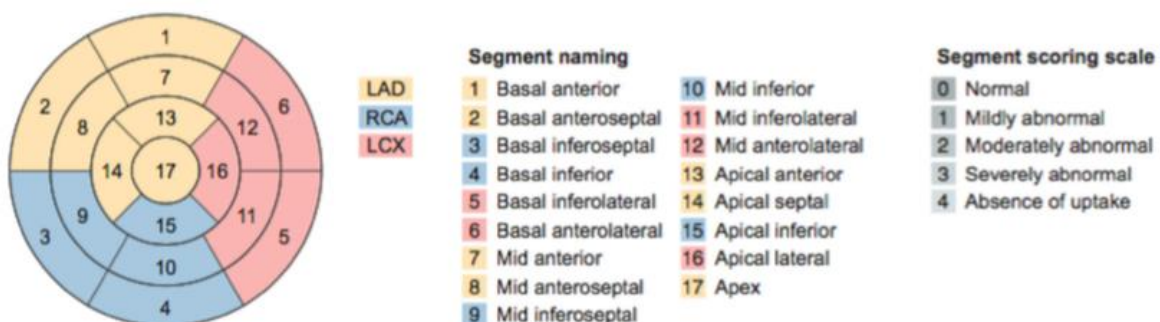 1
7
2
8
13
12
6
14
17
16
9
15
11
3
10
5
4
LAD
RCA
LCX
Segment naming
1 Basal anterior
2 Basal anteroseptal
3 Basal inferoseptal
4 Basal inferior
5 Basal inferolateral
6 Basal anterolateral
7 Mid anterior
8 Mid anteroseptal
9 Mid inferoseptal
10 Mid inferior
11 Mid inferolateral
12 Mid anterolateral
13 Apical anterior
14 Apical septal
15 Apical inferior
16 Apical lateral
17 Apex
Segment scoring scale
0 Normal
1 Mildly abnormal
2 Moderately abnormal
3 Severely abnormal
4 Absence of uptake